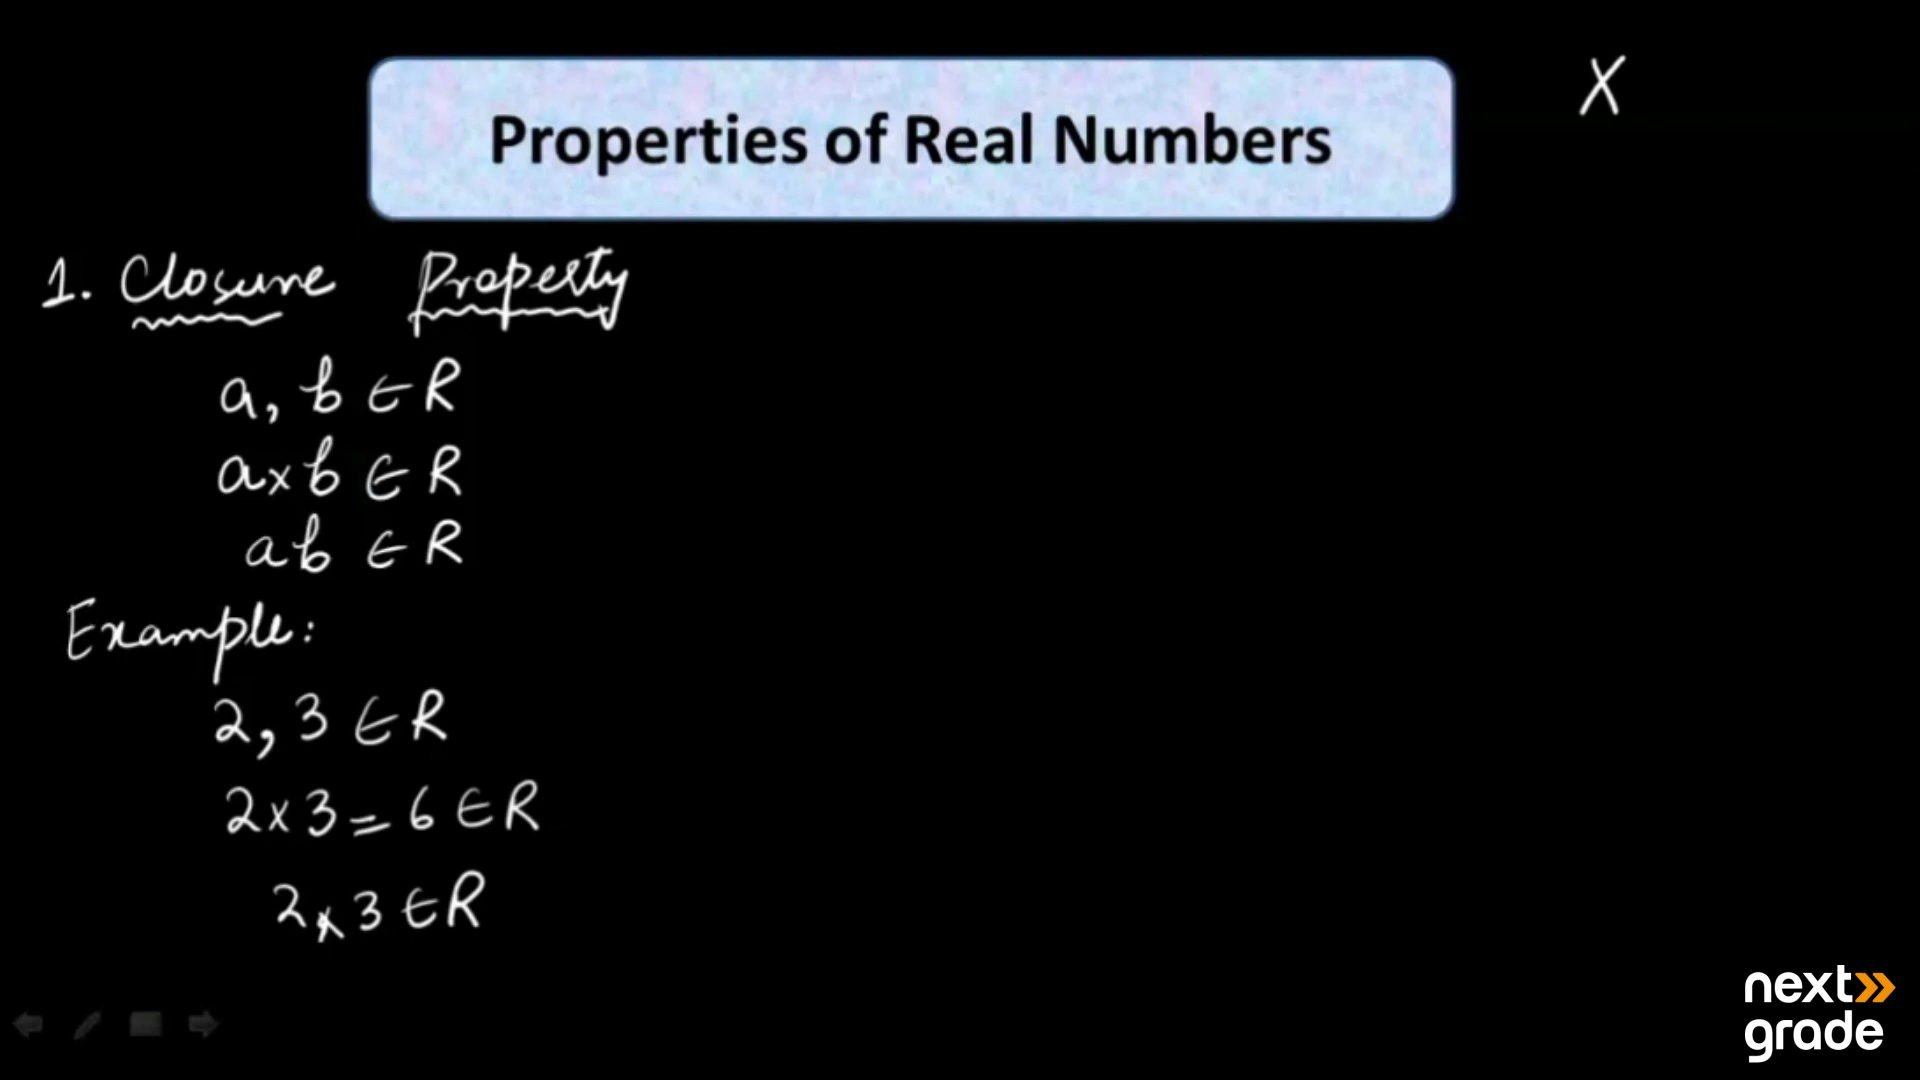 Properties of Real Numbers
X
1. Closure Property
a, b ∈ R
a×b ∈ R
ab ∈ R
Example:
2, 3 ∈ R
2×3 = 6 ∈ R
2×3 ∈ R
next
grade